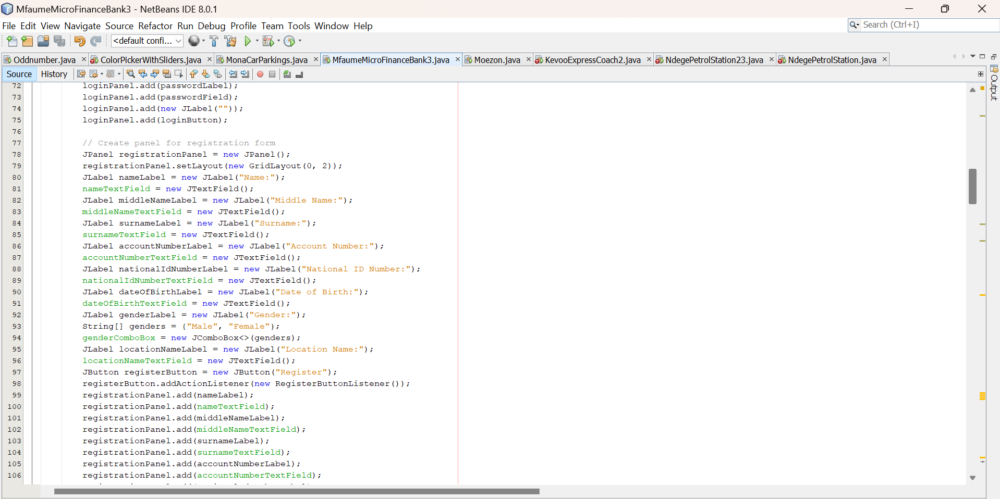 MfaumeMicroFinanceBank3 - NetBeans IDE 8.0.1
File Edit View Navigate Source Refactor Run Debug Profile Team Tools Window Help
Search (Ctrl+I)
<default confi...
Oddnumber.java ColorPickerWithSliders.java MonaCarParkings.java MfaumeMicroFinanceBank3.java Moezon.java KevooExpressCoach2.java NdegePetrolStation23.java NdegePetrolStation.java
Source History
Output
72 loginPanel.add(passwordLabel);
73 loginPanel.add(passwordField);
74 loginPanel.add(new JLabel(""));
75 loginPanel.add(loginButton);
76
77 // Create panel for registration form
78 JPanel registrationPanel = new JPanel();
79 registrationPanel.setLayout(new GridLayout(0, 2));
80 JLabel nameLabel = new JLabel("Name:");
81 nameTextField = new JTextField();
82 JLabel middleNameLabel = new JLabel("Middle Name:");
83 middleNameTextField = new JTextField();
84 JLabel surnameLabel = new JLabel("Surname:");
85 surnameTextField = new JTextField();
86 JLabel accountNumberLabel = new JLabel("Account Number:");
87 accountNumberTextField = new JTextField();
88 JLabel nationalIdNumberLabel = new JLabel("National ID Number:");
89 nationalIdNumberTextField = new JTextField();
90 JLabel dateOfBirthLabel = new JLabel("Date of Birth:");
91 dateOfBirthTextField = new JTextField();
92 JLabel genderLabel = new JLabel("Gender:");
93 String[] genders = {"Male", "Female"};
94 genderComboBox = new JComboBox<>(genders);
95 JLabel locationNameLabel = new JLabel("Location Name:");
96 locationNameTextField = new JTextField();
97 JButton registerButton = new JButton("Register");
98 registerButton.addActionListener(new RegisterButtonListener());
99 registrationPanel.add(nameLabel);
100 registrationPanel.add(nameTextField);
101 registrationPanel.add(middleNameLabel);
102 registrationPanel.add(middleNameTextField);
103 registrationPanel.add(surnameLabel);
104 registrationPanel.add(surnameTextField);
105 registrationPanel.add(accountNumberLabel);
106 registrationPanel.add(accountNumberTextField);